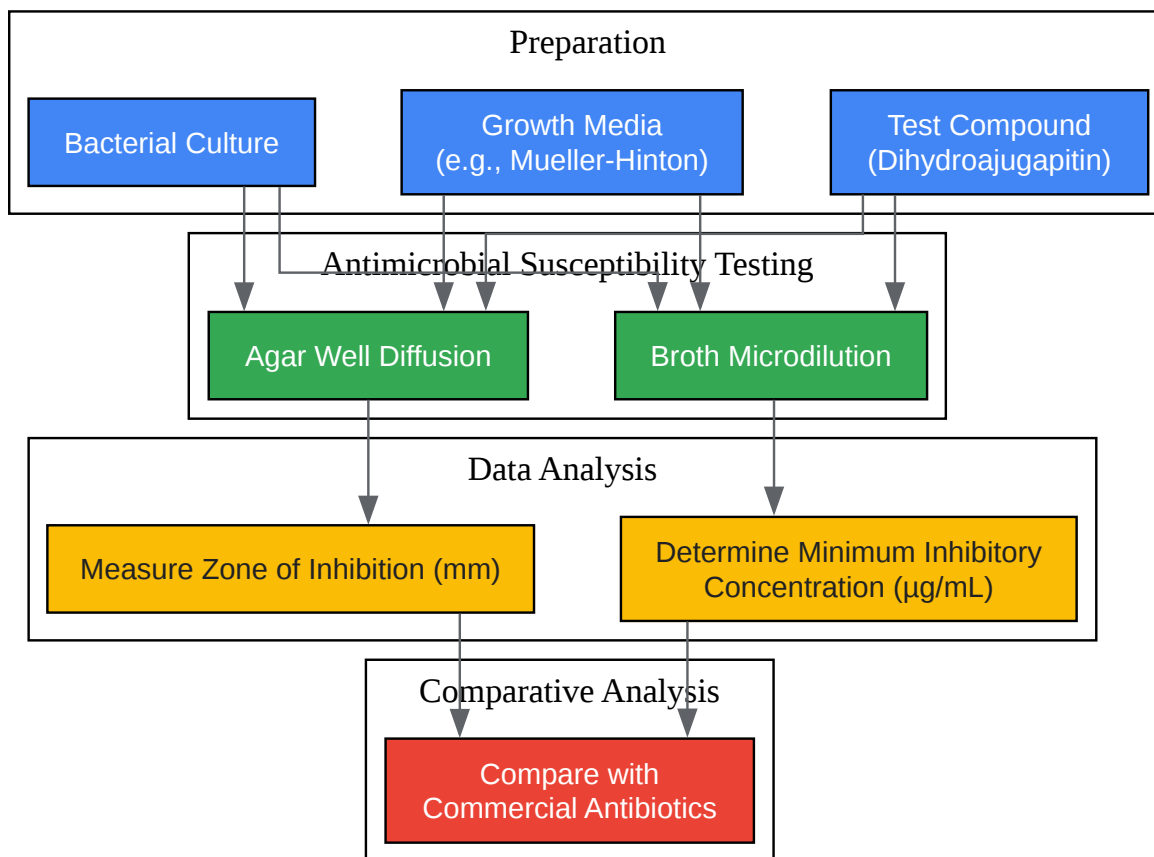 Preparation
Bacterial Culture
Growth Media
(e.g., Mueller-Hinton)
Test Compound
(Dihydroajugapitin)
Antimicrobial Susceptibility Testing
Agar Well Diffusion
Broth Microdilution
Data Analysis
Measure Zone of Inhibition (mm)
Determine Minimum Inhibitory
Concentration (µg/mL)
Comparative Analysis
Compare with
Commercial Antibiotics